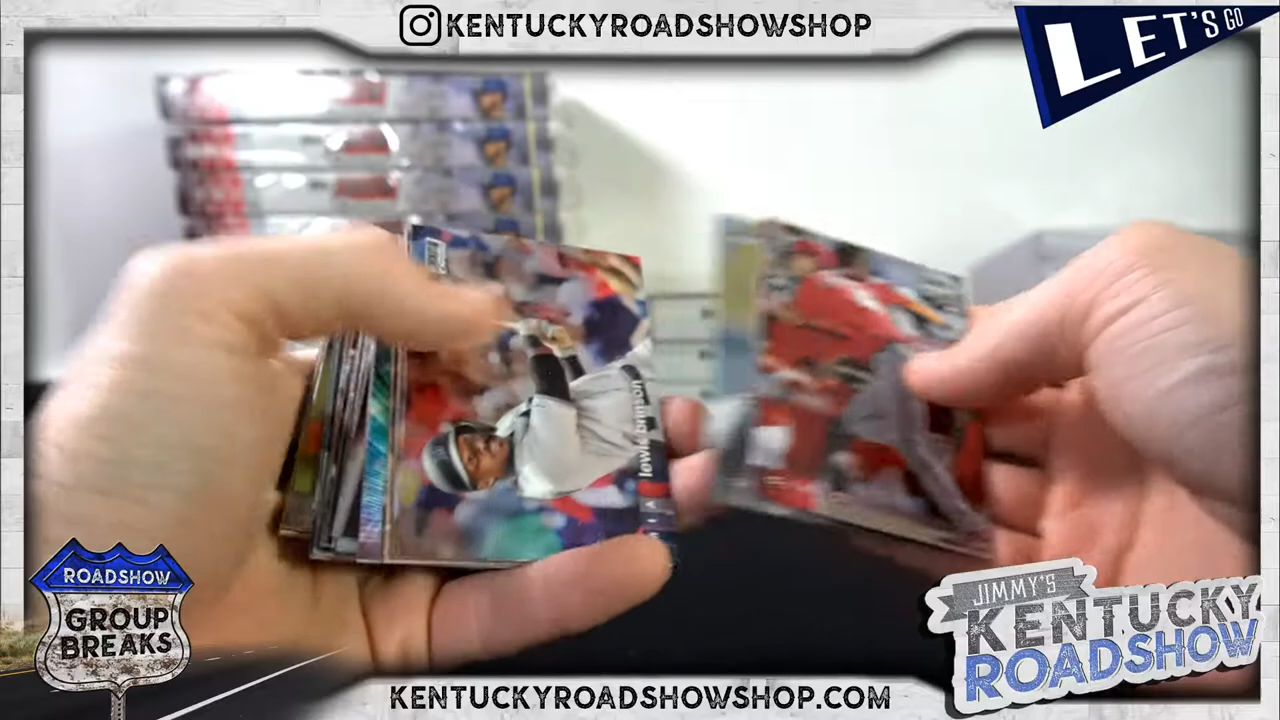 KENTUCKYROADSHOWSHOP
LET'S GO
lewis brinson
ROADSHOW
GROUP
BREAKS
JIMMY'S
KENTUCKY
ROADSHOW
KENTUCKYROADSHOWSHOP.COM